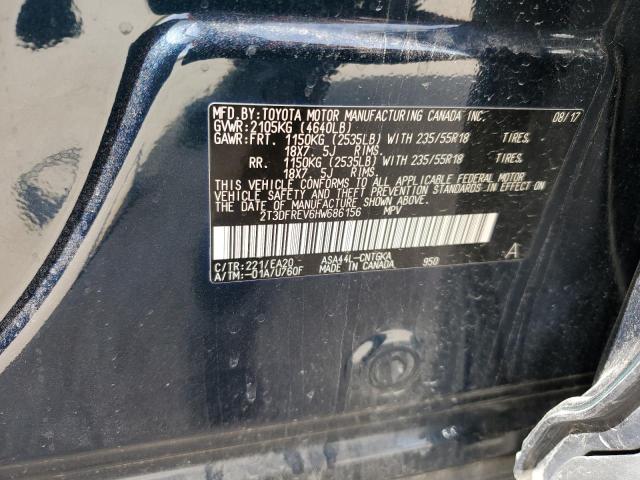 MFD.BY:TOYOTA MOTOR MANUFACTURING CANADA INC. 08/17
GVWR:2105KG (4640LB)
GAWR:FRT. 1150KG (2535LB) WITH 235/55R18 TIRES,
18X7.5J RIMS
RR. 1150KG (2535LB) WITH 235/55R18 TIRES,
18X7.5J RIMS,
THIS VEHICLE CONFORMS TO ALL APPLICABLE FEDERAL MOTOR
VEHICLE SAFETY AND THEFT PREVENTION STANDARDS IN EFFECT
ON THE DATE OF MANUFACTURE SHOWN ABOVE.
2T3DFREV6HW686156 MPV
C/TR:221/EA20 ASA44L-CNTGKA A
A/TM:-01A/U760F MADE IN CANADA 950